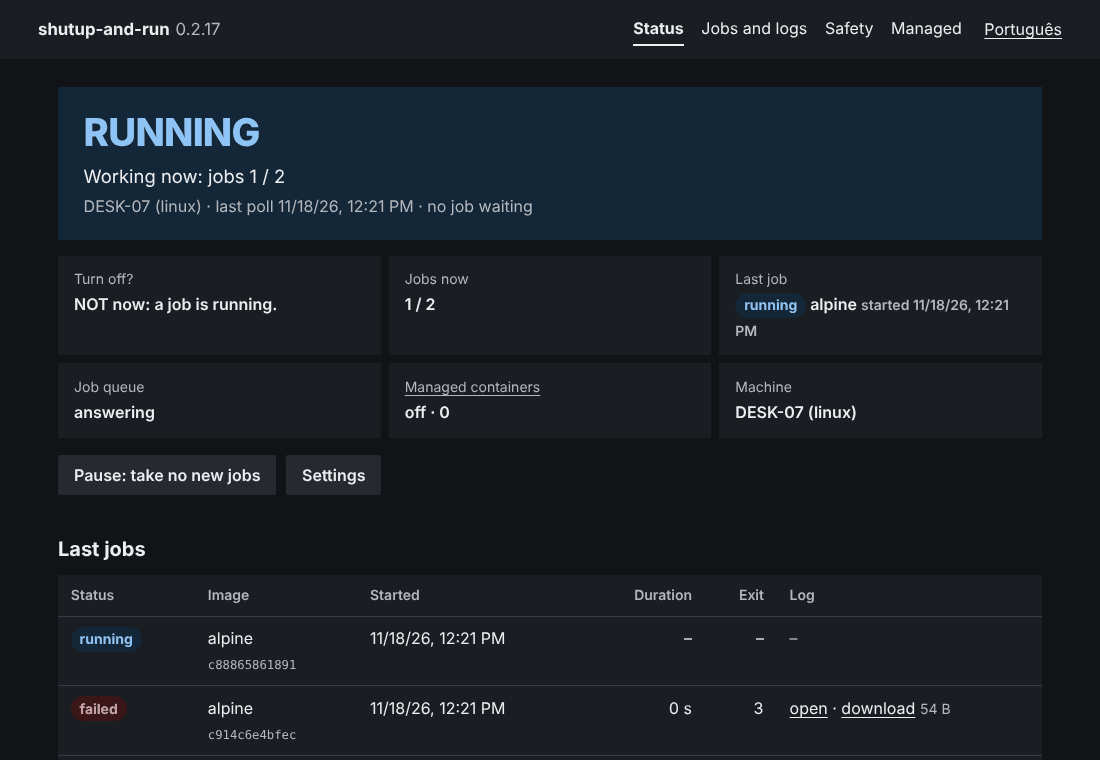 shutup-and-run 0.2.17
Status Jobs and logs Safety Managed Português
RUNNING
Working now: jobs 1 / 2
DESK-07 (linux) · last poll 11/18/26, 12:21 PM · no job waiting
Turn off?
NOT now: a job is running.
Jobs now
1 / 2
Last job
running alpine started 11/18/26, 12:21
PM
Job queue
answering
Managed containers
off · 0
Machine
DESK-07 (linux)
Pause: take no new jobs
Settings
Last jobs
Status Image Started Duration Exit Log
running alpine 11/18/26, 12:21 PM – – –
c88865861891
failed alpine 11/18/26, 12:21 PM 0 s 3 open · download 54 B
c914c6e4bfec